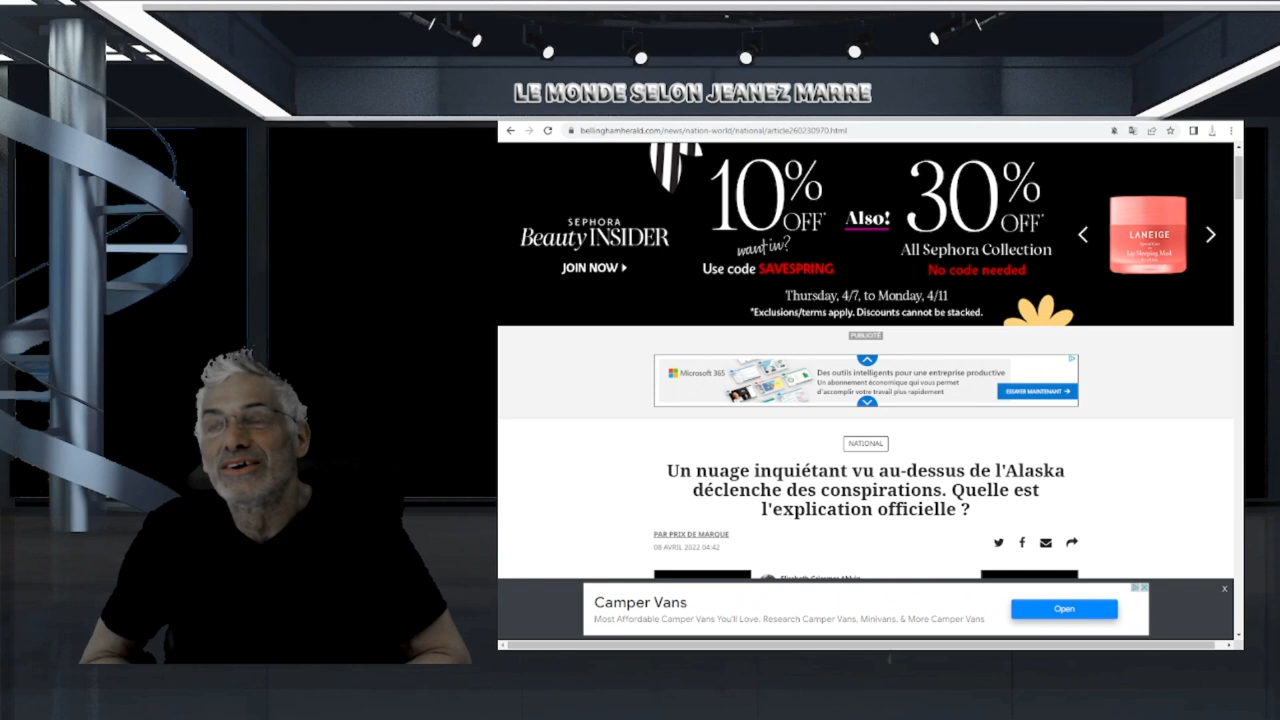 LE MONDE SELON JEANEZ MARRE
bellinghamherald.com/news/nation-world/national/article260230970.html
SEPHORA
Beauty INSIDER
JOIN NOW
10% OFF*
want in?
Use code SAVESPRING
Also!
30% OFF*
All Sephora Collection
No code needed
LANEIGE
Lip Sleeping Mask
Thursday, 4/7, to Monday, 4/11
*Exclusions/terms apply. Discounts cannot be stacked.
PUBLICITÉ
Microsoft 365
Des outils intelligents pour une entreprise productive
Un abonnement économique qui vous permet
d'accomplir votre travail plus rapidement
ESSAYER MAINTENANT
NATIONAL
Un nuage inquiétant vu au-dessus de l'Alaska
déclenche des conspirations. Quelle est
l'explication officielle ?
PAR PRIX DE MARQUE
09 AVRIL 2022 04:42
Camper Vans
Most Affordable Camper Vans You'll Love. Research Camper Vans, Minivans, & More Camper Vans
Open
X